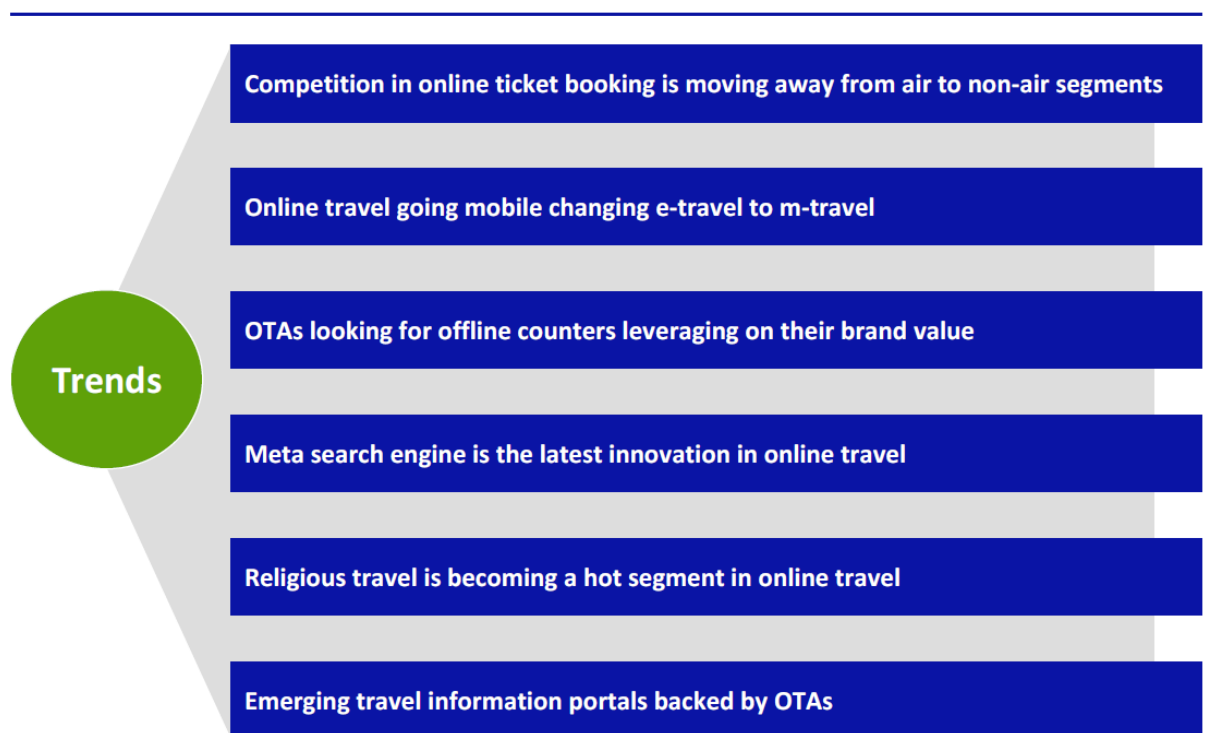 Competition in online ticket booking is moving away from air to non-air segments
Online travel going mobile changing e-travel to m-travel
OTAs looking for offline counters leveraging on their brand value
Trends
Meta search engine is the latest innovation in online travel
Religious travel is becoming a hot segment in online travel
Emerging travel information portals backed by OTAs